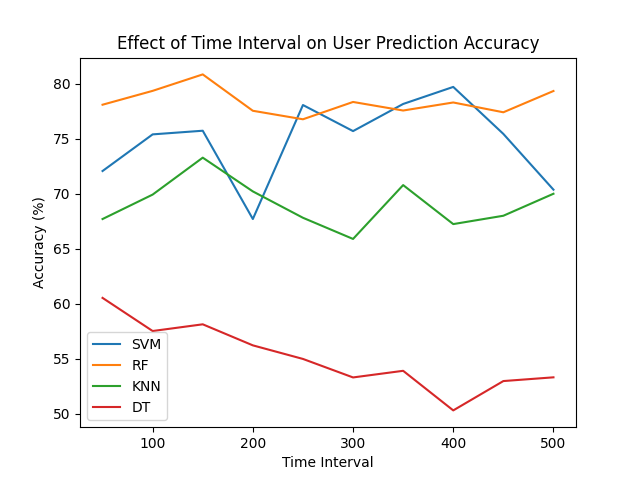 Effect of Time Interval on User Prediction Accuracy
Accuracy (%)
80
75
70
65
60
55
50
SVM
RF
KNN
DT
100 200 300 400 500
Time Interval